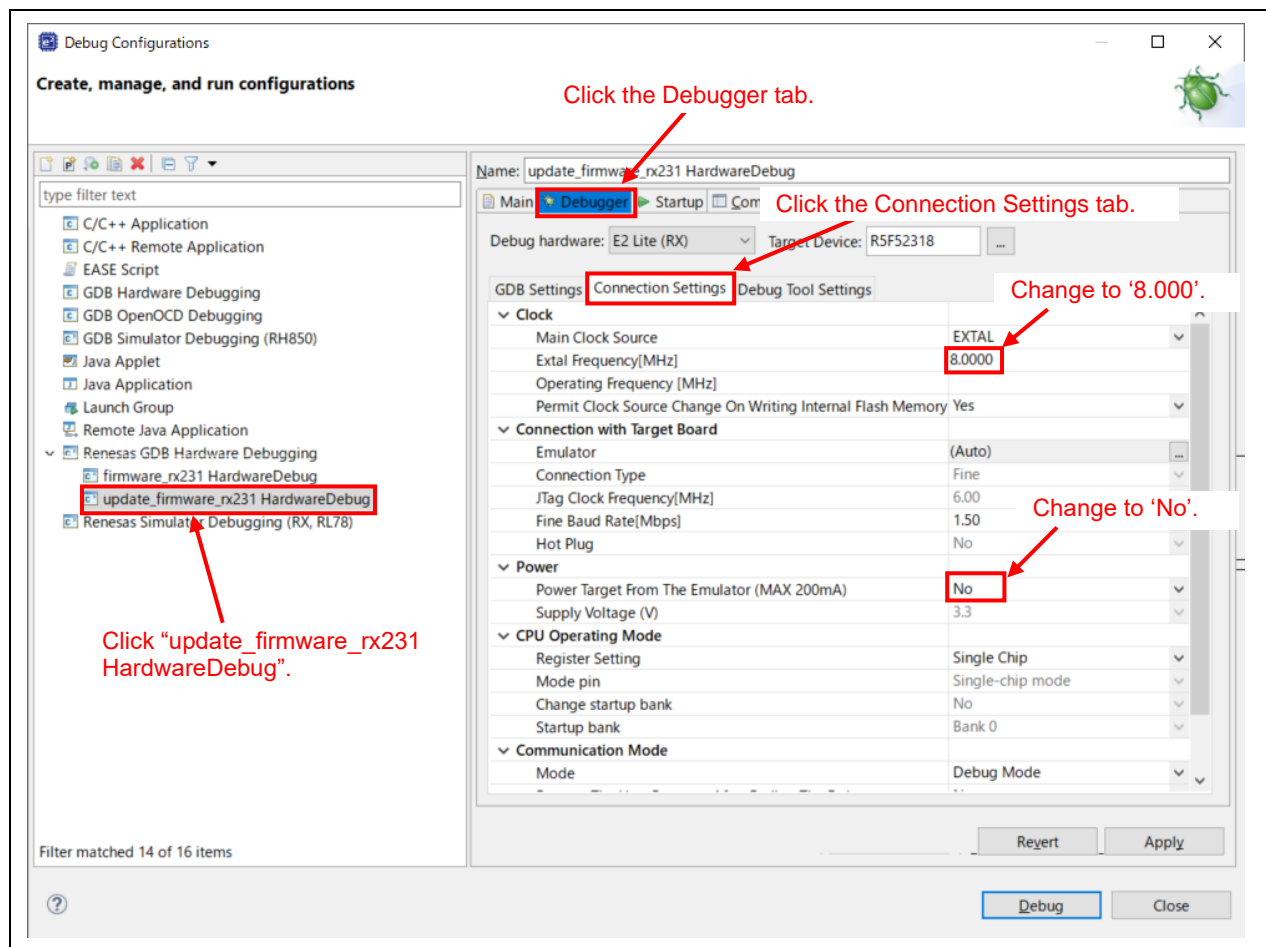 Debug Configurations
Create, manage, and run configurations
Click the Debugger tab.
type filter text
C/C++ Application
C/C++ Remote Application
EASE Script
GDB Hardware Debugging
GDB OpenOCD Debugging
GDB Simulator Debugging (RH850)
Java Applet
Java Application
Launch Group
Remote Java Application
Renesas GDB Hardware Debugging
firmware_rx231 HardwareDebug
update_firmware_rx231 HardwareDebug
Renesas Simulator Debugging (RX, RL78)
Click “update_firmware_rx231
HardwareDebug”.
Filter matched 14 of 16 items
Name: update_firmware_rx231 HardwareDebug
Main Debugger Startup
Click the Connection Settings tab.
Debug hardware: E2 Lite (RX) Target Device: R5F52318 ...
GDB Settings Connection Settings Debug Tool Settings
Change to ‘8.000’.
Clock
Main Clock Source EXTAL
Extal Frequency[MHz] 8.0000
Operating Frequency [MHz]
Permit Clock Source Change On Writing Internal Flash Memory Yes
Connection with Target Board
Emulator (Auto) ...
Connection Type Fine
JTag Clock Frequency[MHz] 6.00
Change to ‘No’.
Fine Baud Rate[Mbps] 1.50
Hot Plug No
Power
Power Target From The Emulator (MAX 200mA) No
Supply Voltage (V) 3.3
CPU Operating Mode
Register Setting Single Chip
Mode pin Single-chip mode
Change startup bank No
Startup bank Bank 0
Communication Mode
Mode Debug Mode
Revert Apply
Debug Close